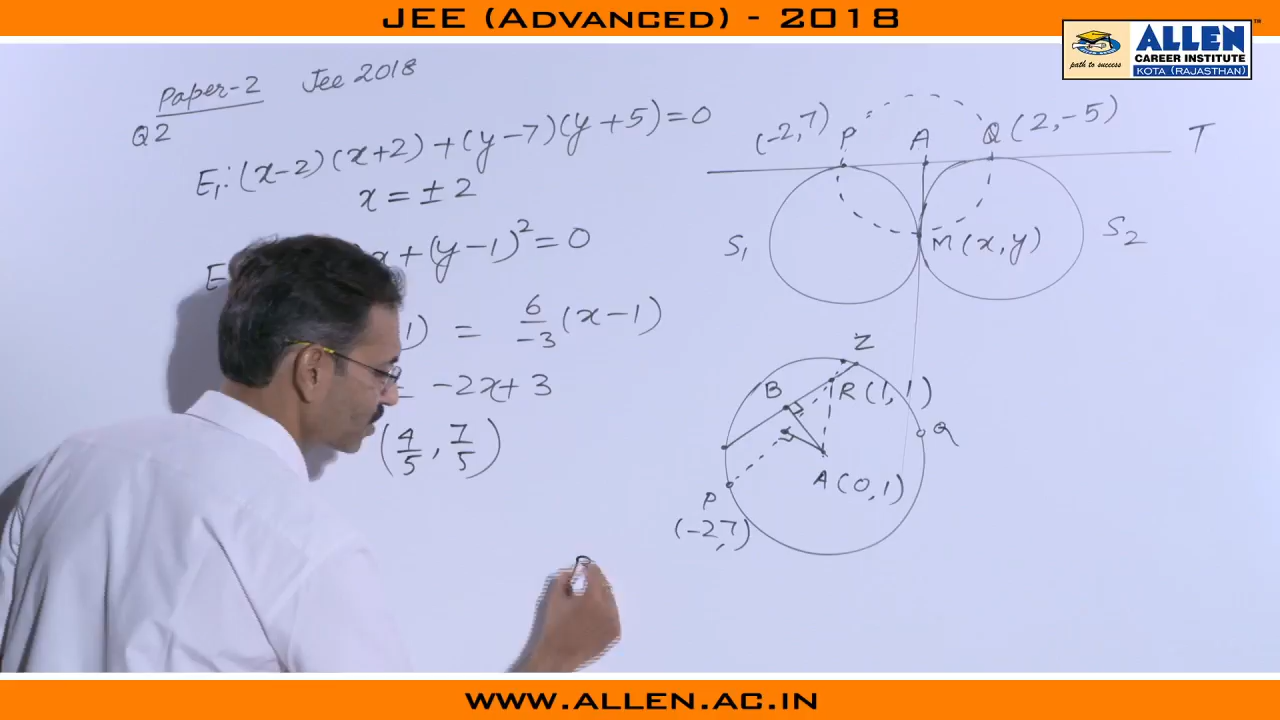 JEE (ADVANCED) - 2018
ALLEN
CAREER INSTITUTE
KOTA (RAJASTHAN)
path to success
TM
Paper-2 Jee 2018
Q2
E₁: (x-2)(x+2)+(y-7)(y+5)=0
x = ±2
E x+(y-1)²=0
1) = 6/-3 (x-1)
= -2x+3
(4/5, 7/5)
(-2,7) P A Q(2,-5) T
S₁ M(x,y) S₂
Z
B R(1,1)
Q
A(0,1)
P
(-2,7)
WWW.ALLEN.AC.IN